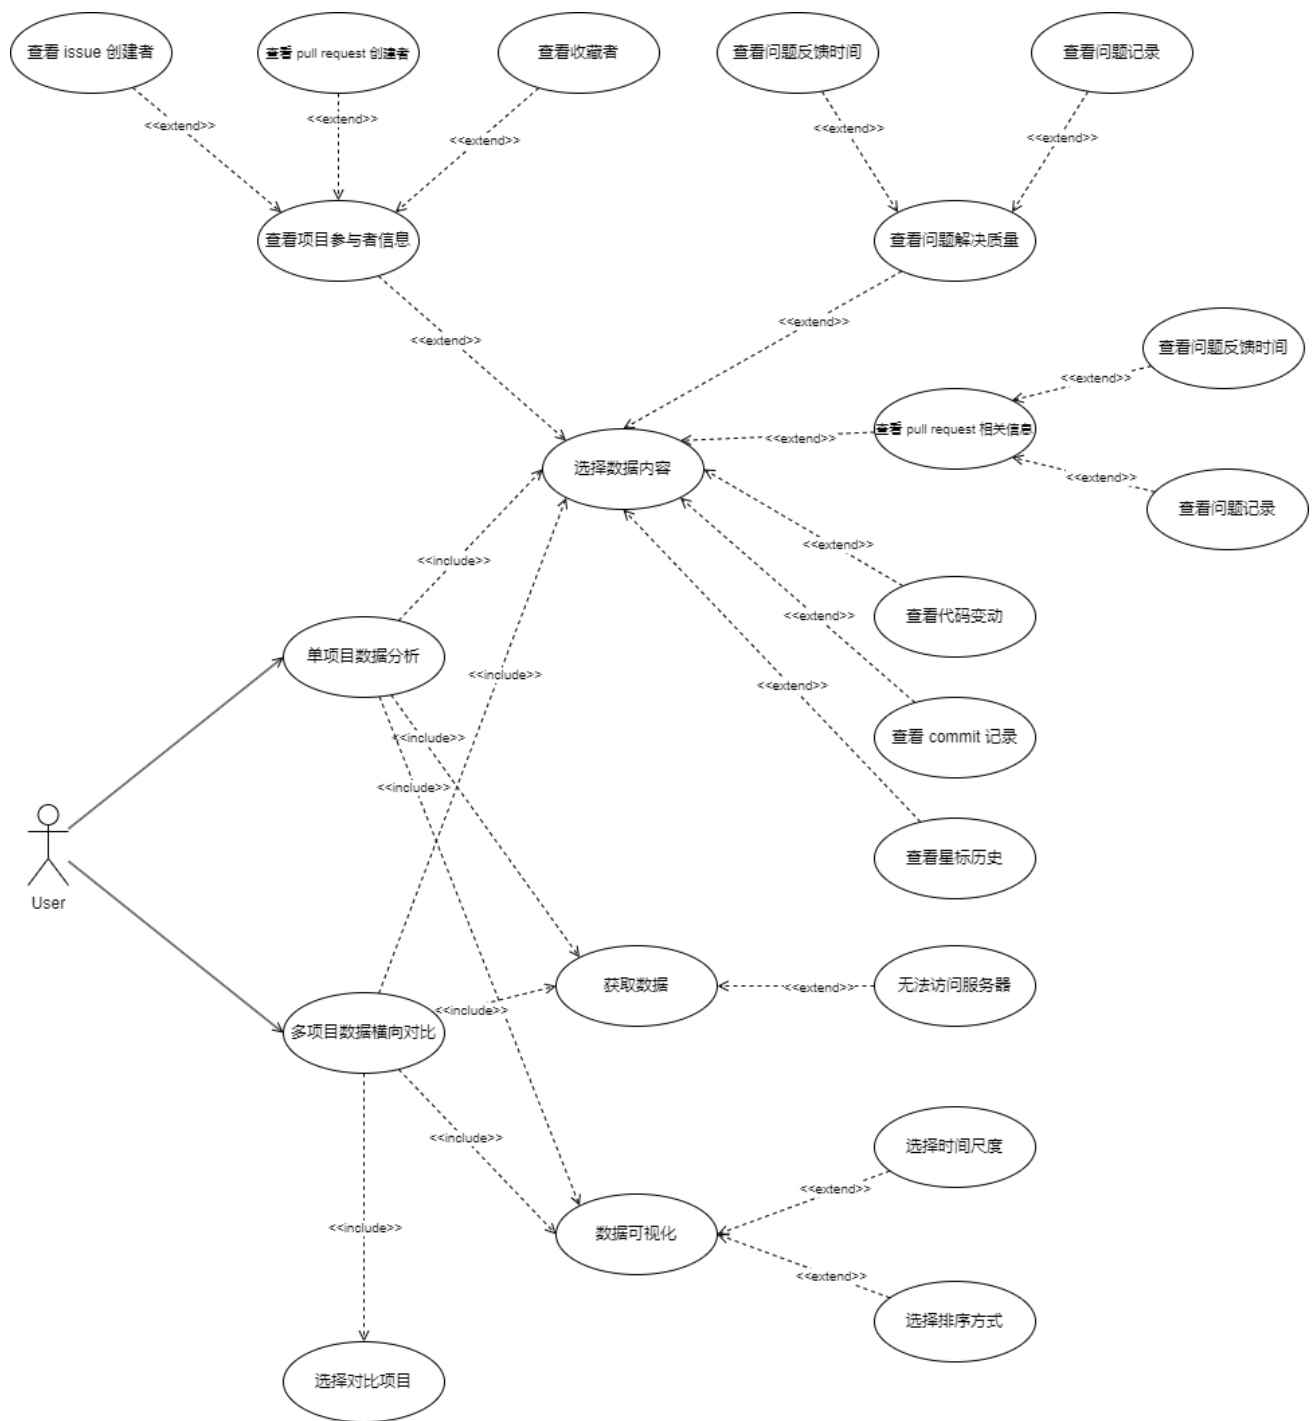 查看 issue 创建者
查看 pull request 创建者
查看收藏者
查看问题反馈时间
查看问题记录
<<extend>>
<<extend>>
<<extend>>
<<extend>>
<<extend>>
查看项目参与者信息
查看问题解决质量
<<extend>>
<<extend>>
查看问题反馈时间
<<extend>>
查看 pull request 相关信息
<<extend>>
选择数据内容
<<extend>>
查看问题记录
<<extend>>
<<include>>
查看代码变动
<<extend>>
单项目数据分析
<<include>>
<<extend>>
<<include>>
查看 commit 记录
<<include>>
User
查看星标历史
获取数据
<<extend>>
无法访问服务器
<<include>>
多项目数据横向对比
<<include>>
选择时间尺度
<<extend>>
<<include>>
数据可视化
<<extend>>
选择排序方式
选择对比项目